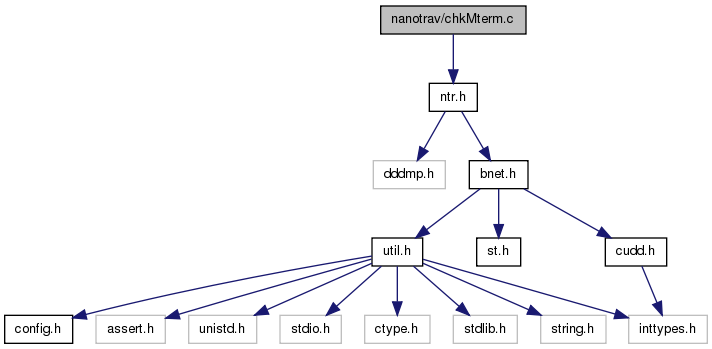 nanotrav/chkMterm.c
ntr.h
dddmp.h
bnet.h
util.h
st.h
cudd.h
config.h
assert.h
unistd.h
stdio.h
ctype.h
stdlib.h
string.h
inttypes.h